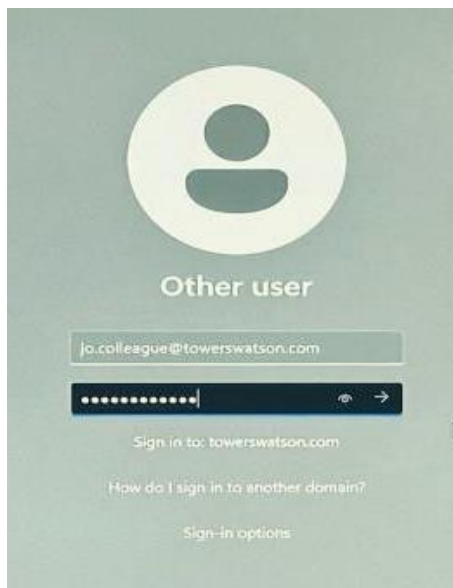 Other user
jo.colleague@towerswatson.com
••••••••••••
Sign in to: towerswatson.com
How do I sign in to another domain?
Sign-in options